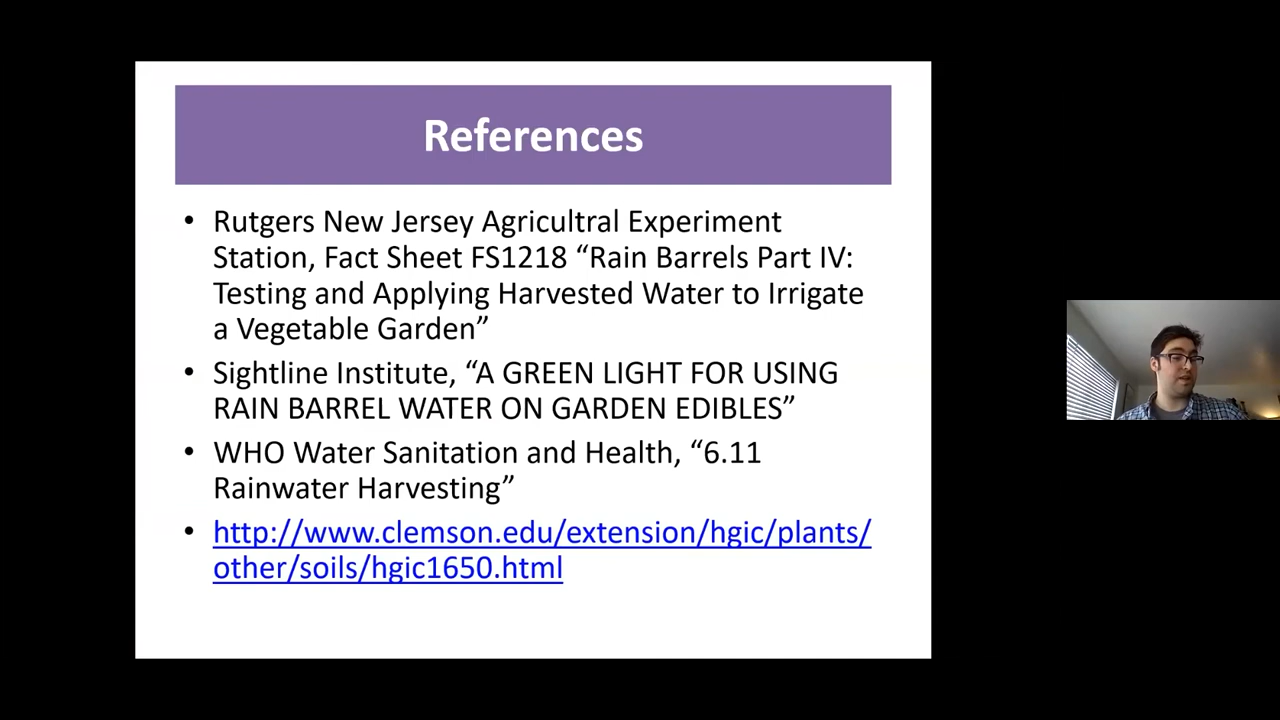 References
• Rutgers New Jersey Agricultral Experiment
Station, Fact Sheet FS1218 “Rain Barrels Part IV:
Testing and Applying Harvested Water to Irrigate
a Vegetable Garden”
• Sightline Institute, “A GREEN LIGHT FOR USING
RAIN BARREL WATER ON GARDEN EDIBLES”
• WHO Water Sanitation and Health, “6.11
Rainwater Harvesting”
• http://www.clemson.edu/extension/hgic/plants/
other/soils/hgic1650.html